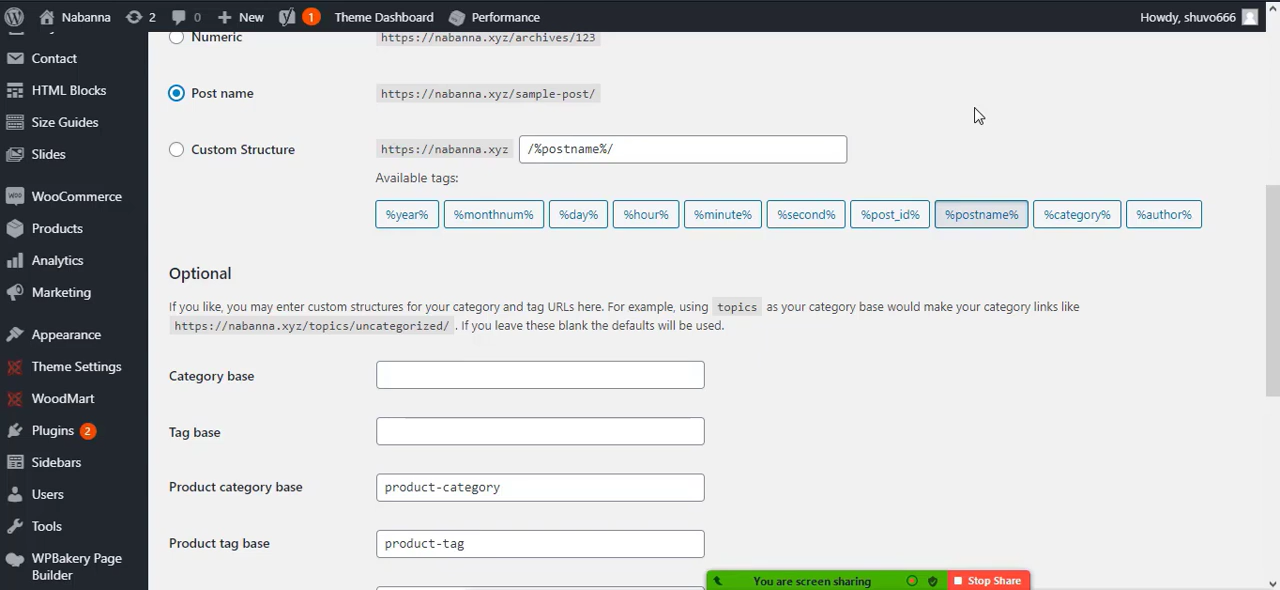 Nabanna 2 0 New 1 Theme Dashboard Performance Howdy, shuvo666
Contact
HTML Blocks
Size Guides
Slides
WooCommerce
Products
Analytics
Marketing
Appearance
Theme Settings
WoodMart
Plugins 2
Sidebars
Users
Tools
WPBakery Page
Builder
Numeric https://nabanna.xyz/archives/123
Post name https://nabanna.xyz/sample-post/
Custom Structure https://nabanna.xyz /%postname%/
Available tags:
%year% %monthnum% %day% %hour% %minute% %second% %post_id% %postname% %category% %author%
Optional
If you like, you may enter custom structures for your category and tag URLs here. For example, using topics as your category base would make your category links like
https://nabanna.xyz/topics/uncategorized/ . If you leave these blank the defaults will be used.
Category base
Tag base
Product category base product-category
Product tag base product-tag
You are screen sharing Stop Share